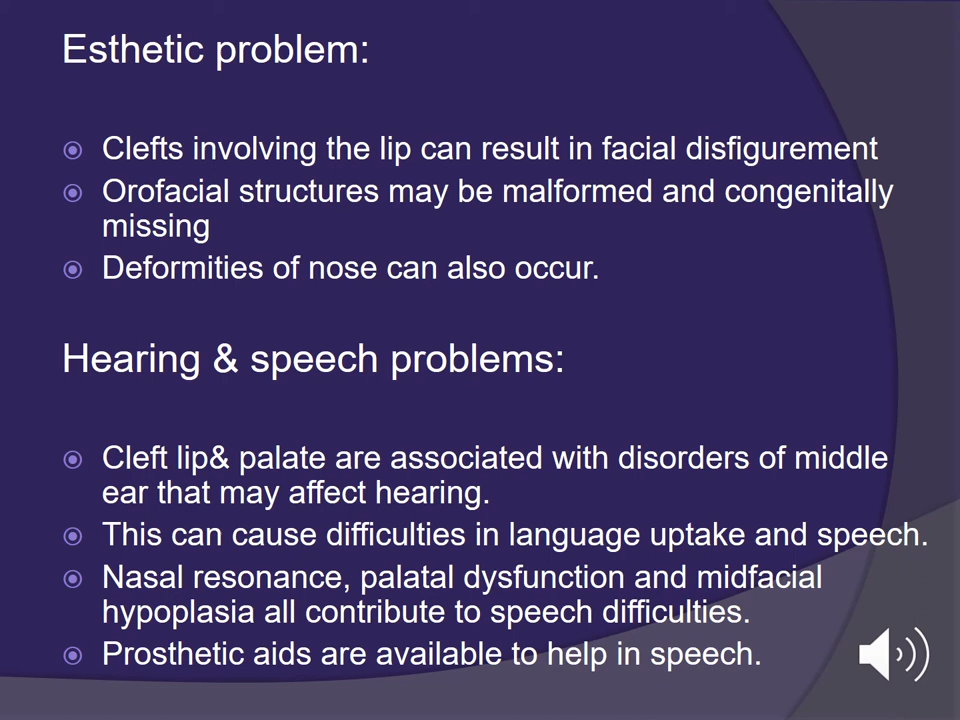 Esthetic problem:
Clefts involving the lip can result in facial disfigurement
Orofacial structures may be malformed and congenitally
missing
Deformities of nose can also occur.
Hearing & speech problems:
Cleft lip& palate are associated with disorders of middle
ear that may affect hearing.
This can cause difficulties in language uptake and speech.
Nasal resonance, palatal dysfunction and midfacial
hypoplasia all contribute to speech difficulties.
Prosthetic aids are available to help in speech.